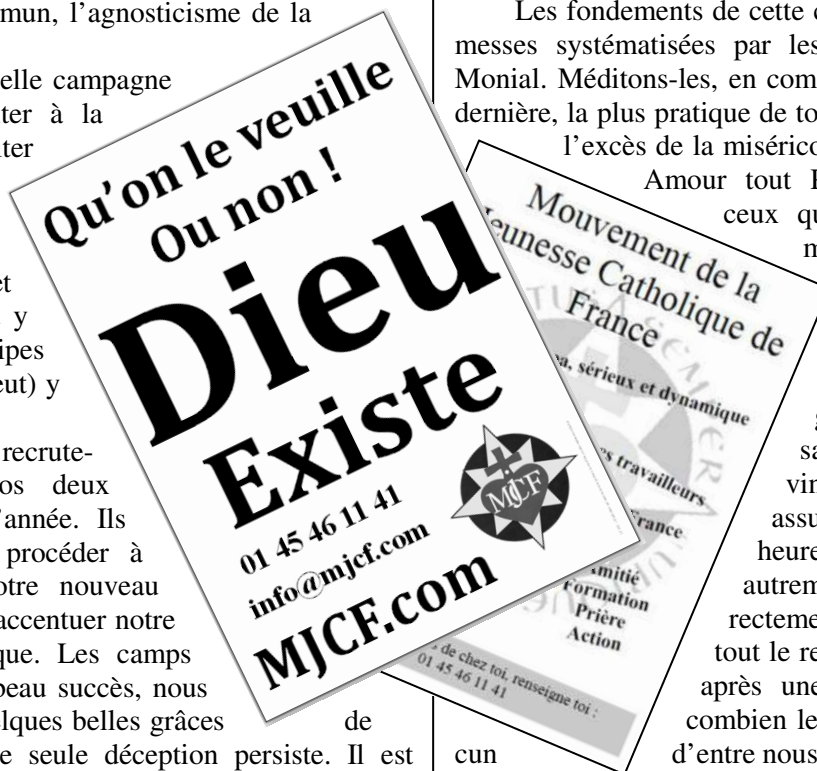 mun, l'agnosticisme de la
elle campagne
ter à la
ter
et
y
ipes
eut) y
recrute-
os deux
'année. Ils
procéder à
otre nouveau
accentuer notre
que. Les camps
beau succès, nous
elques belles grâces de
e seule déception persiste. Il est
Qu'on le veuille
Ou non !
Dieu
Existe
01 45 46 11 41
info@mjcf.com
MJCF.com
MJCF
Mouvement de la
Jeunesse Catholique de
France
sérieux et dynamique
travailleurs
France
Amitié
Formation
Prière
Action
de chez toi, renseigne toi :
01 45 46 11 41
Les fondements de cette
messes systématisées par les
Monial. Méditons-les, en com
dernière, la plus pratique de to
l'excès de la misérico
Amour tout
ceux qu
m
sa
vin
assu
heure
autrem
recteme
tout le re
après une
combien le
cun d'entre nous